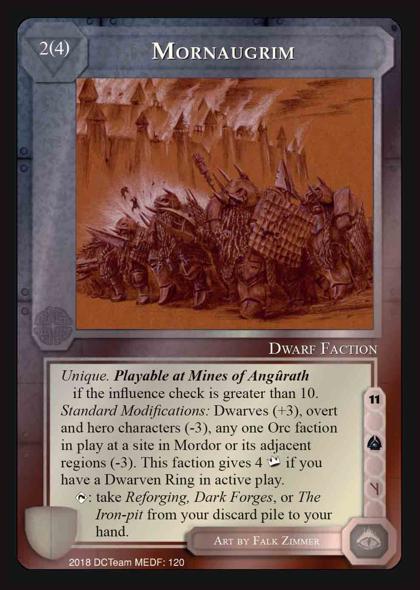 2(4)
MORNAUGRIM
DWARF FACTION
Unique. Playable at Mines of Angûrath
if the influence check is greater than 10.
Standard Modifications: Dwarves (+3), overt
and hero characters (-3), any one Orc faction
in play at a site in Mordor or its adjacent
regions (-3). This faction gives 4 if you
have a Dwarven Ring in active play.
: take Reforging, Dark Forges, or The
Iron-pit from your discard pile to your
hand.
11
ART BY FALK ZIMMER
2018 DCTeam MEDF: 120